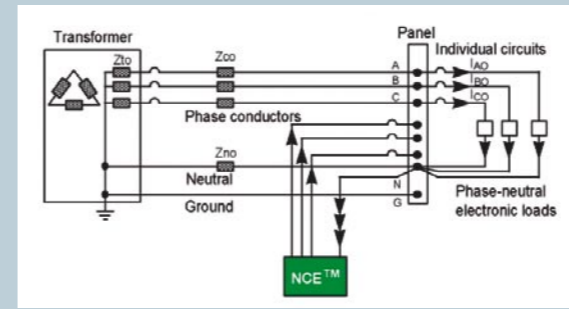 Transformer
Panel
Individual circuits
Zto
Zco
A
IAO
B
IBO
C
ICO
Phase conductors
Zno
Neutral
N
Phase-neutral
electronic loads
Ground
G
NCE™